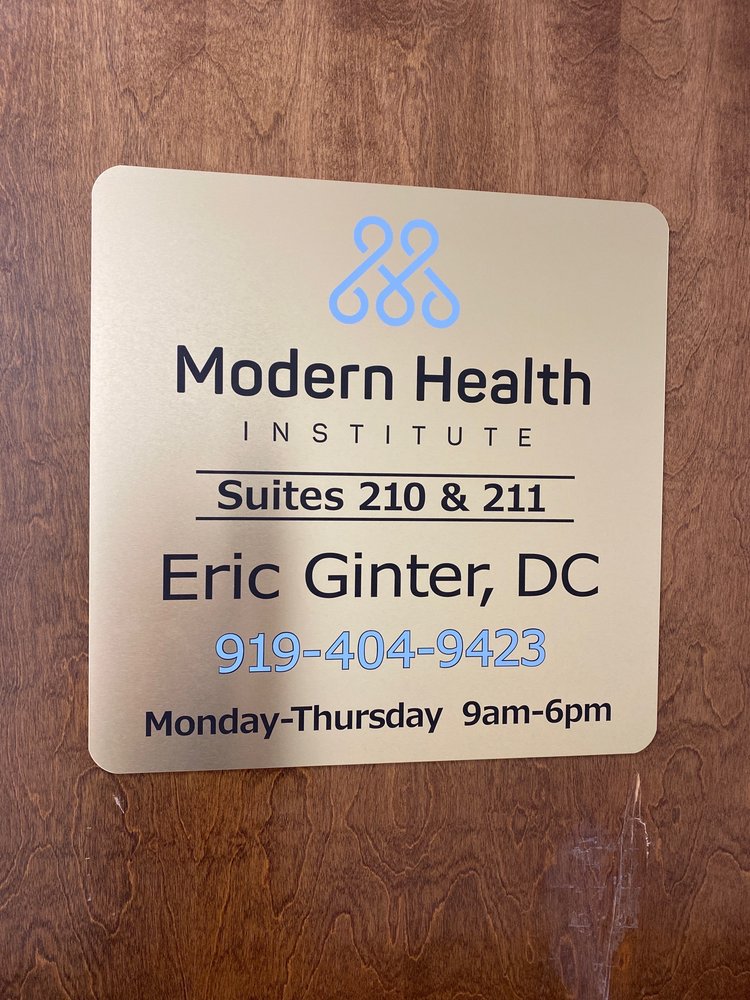 Modern Health
INSTITUTE
Suites 210 & 211
Eric Ginter, DC
919-404-9423
Monday-Thursday 9am-6pm